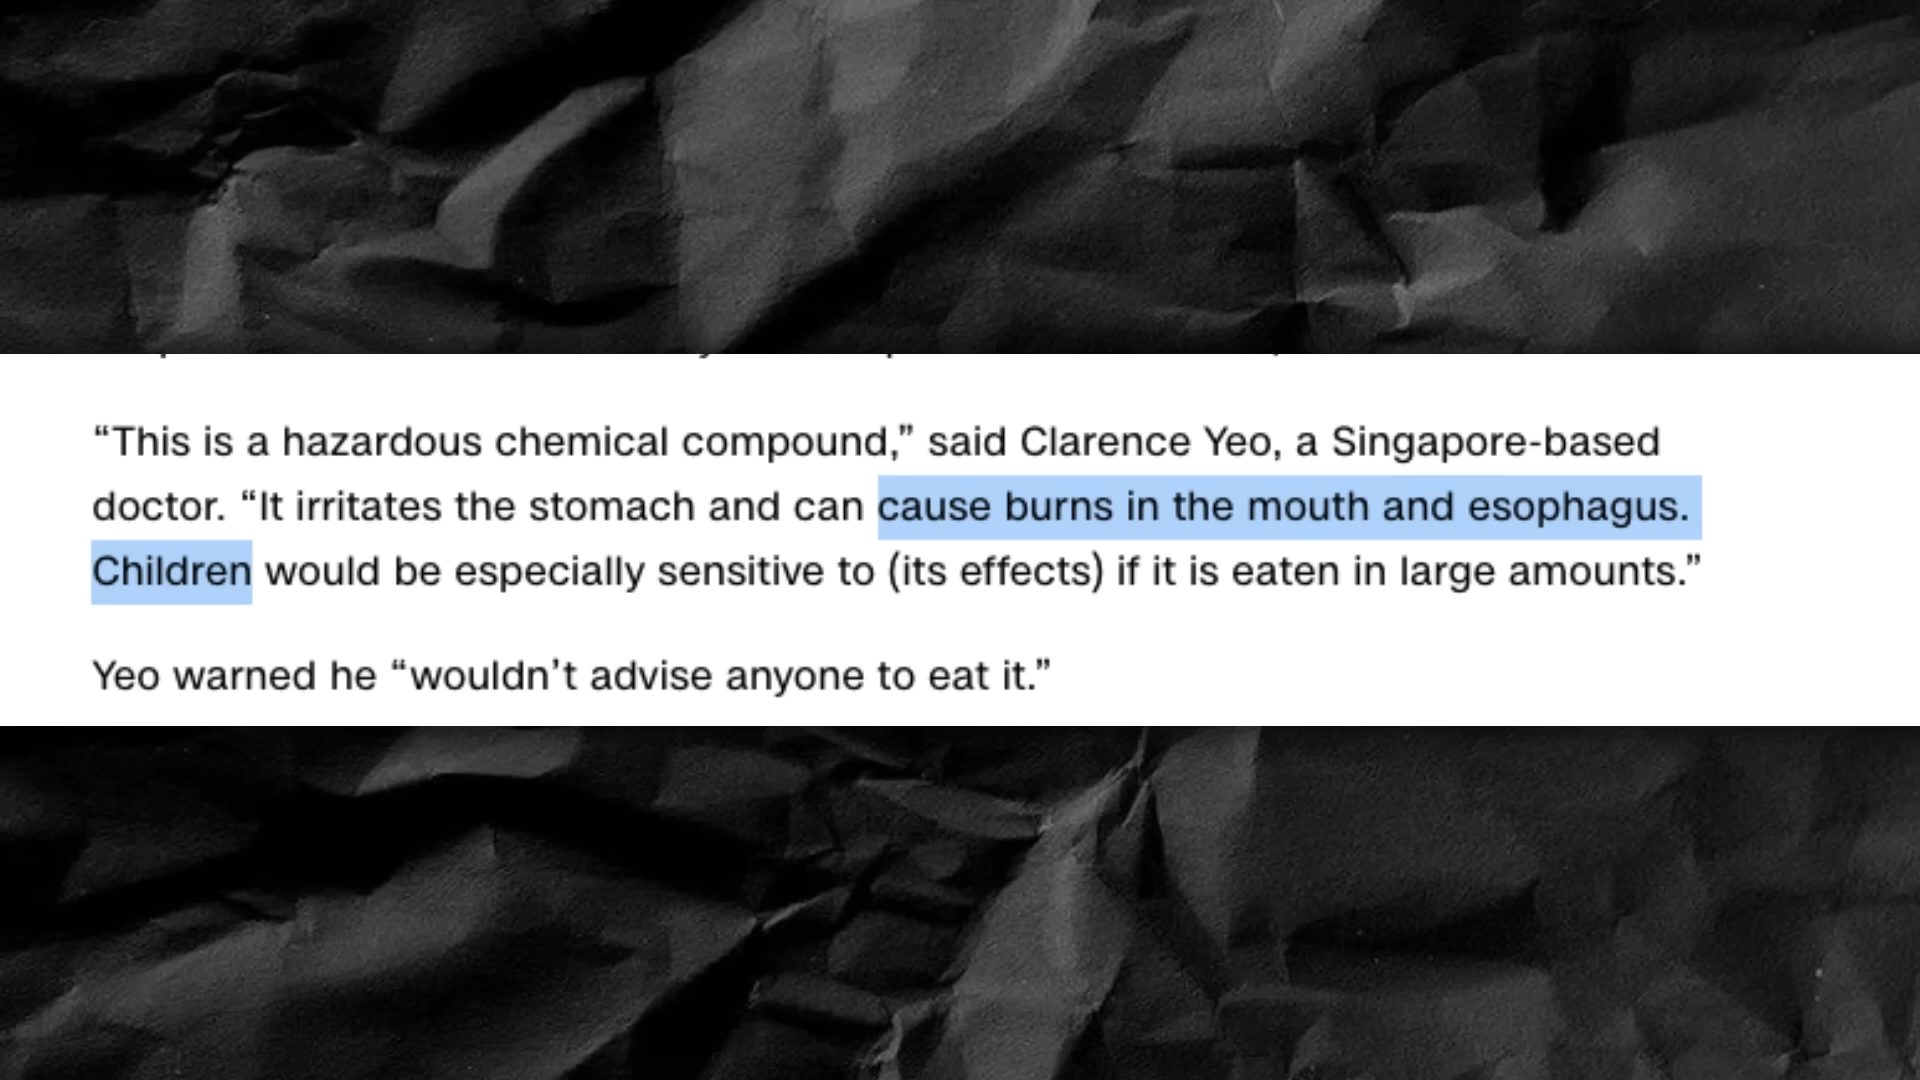 “This is a hazardous chemical compound,” said Clarence Yeo, a Singapore-based
doctor. “It irritates the stomach and can cause burns in the mouth and esophagus.
Children would be especially sensitive to (its effects) if it is eaten in large amounts.”
Yeo warned he “wouldn’t advise anyone to eat it.”